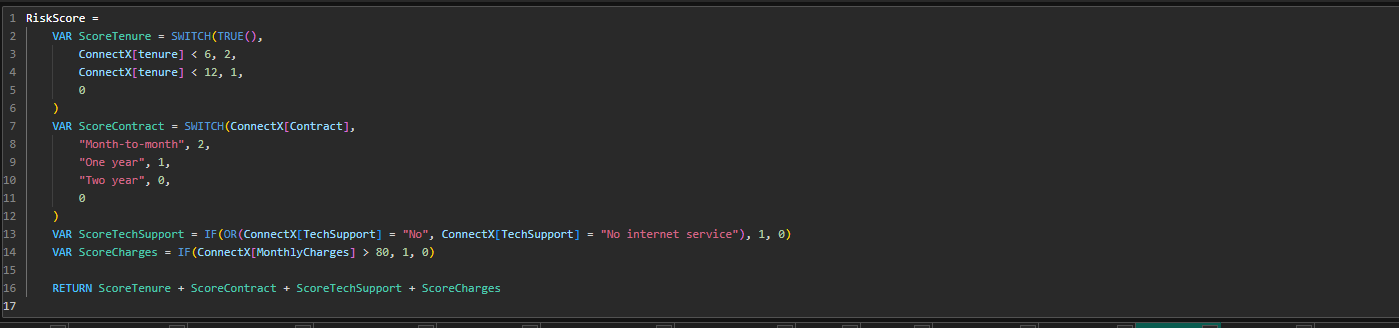 1 RiskScore =
2 VAR ScoreTenure = SWITCH(TRUE(),
3 ConnectX[tenure] < 6, 2,
4 ConnectX[tenure] < 12, 1,
5 0
6 )
7 VAR ScoreContract = SWITCH(ConnectX[Contract],
8 "Month-to-month", 2,
9 "One year", 1,
10 "Two year", 0,
11 0
12 )
13 VAR ScoreTechSupport = IF(OR(ConnectX[TechSupport] = "No", ConnectX[TechSupport] = "No internet service"), 1, 0)
14 VAR ScoreCharges = IF(ConnectX[MonthlyCharges] > 80, 1, 0)
15
16 RETURN ScoreTenure + ScoreContract + ScoreTechSupport + ScoreCharges
17